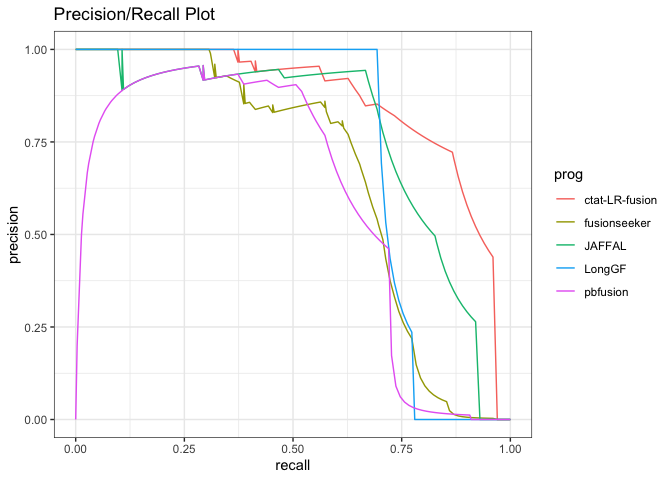 Precision/Recall Plot
1.00
0.75
0.50
0.25
0.00
precision
0.00 0.25 0.50 0.75 1.00
recall
prog
ctat-LR-fusion
fusionseeker
JAFFAL
LongGF
pbfusion